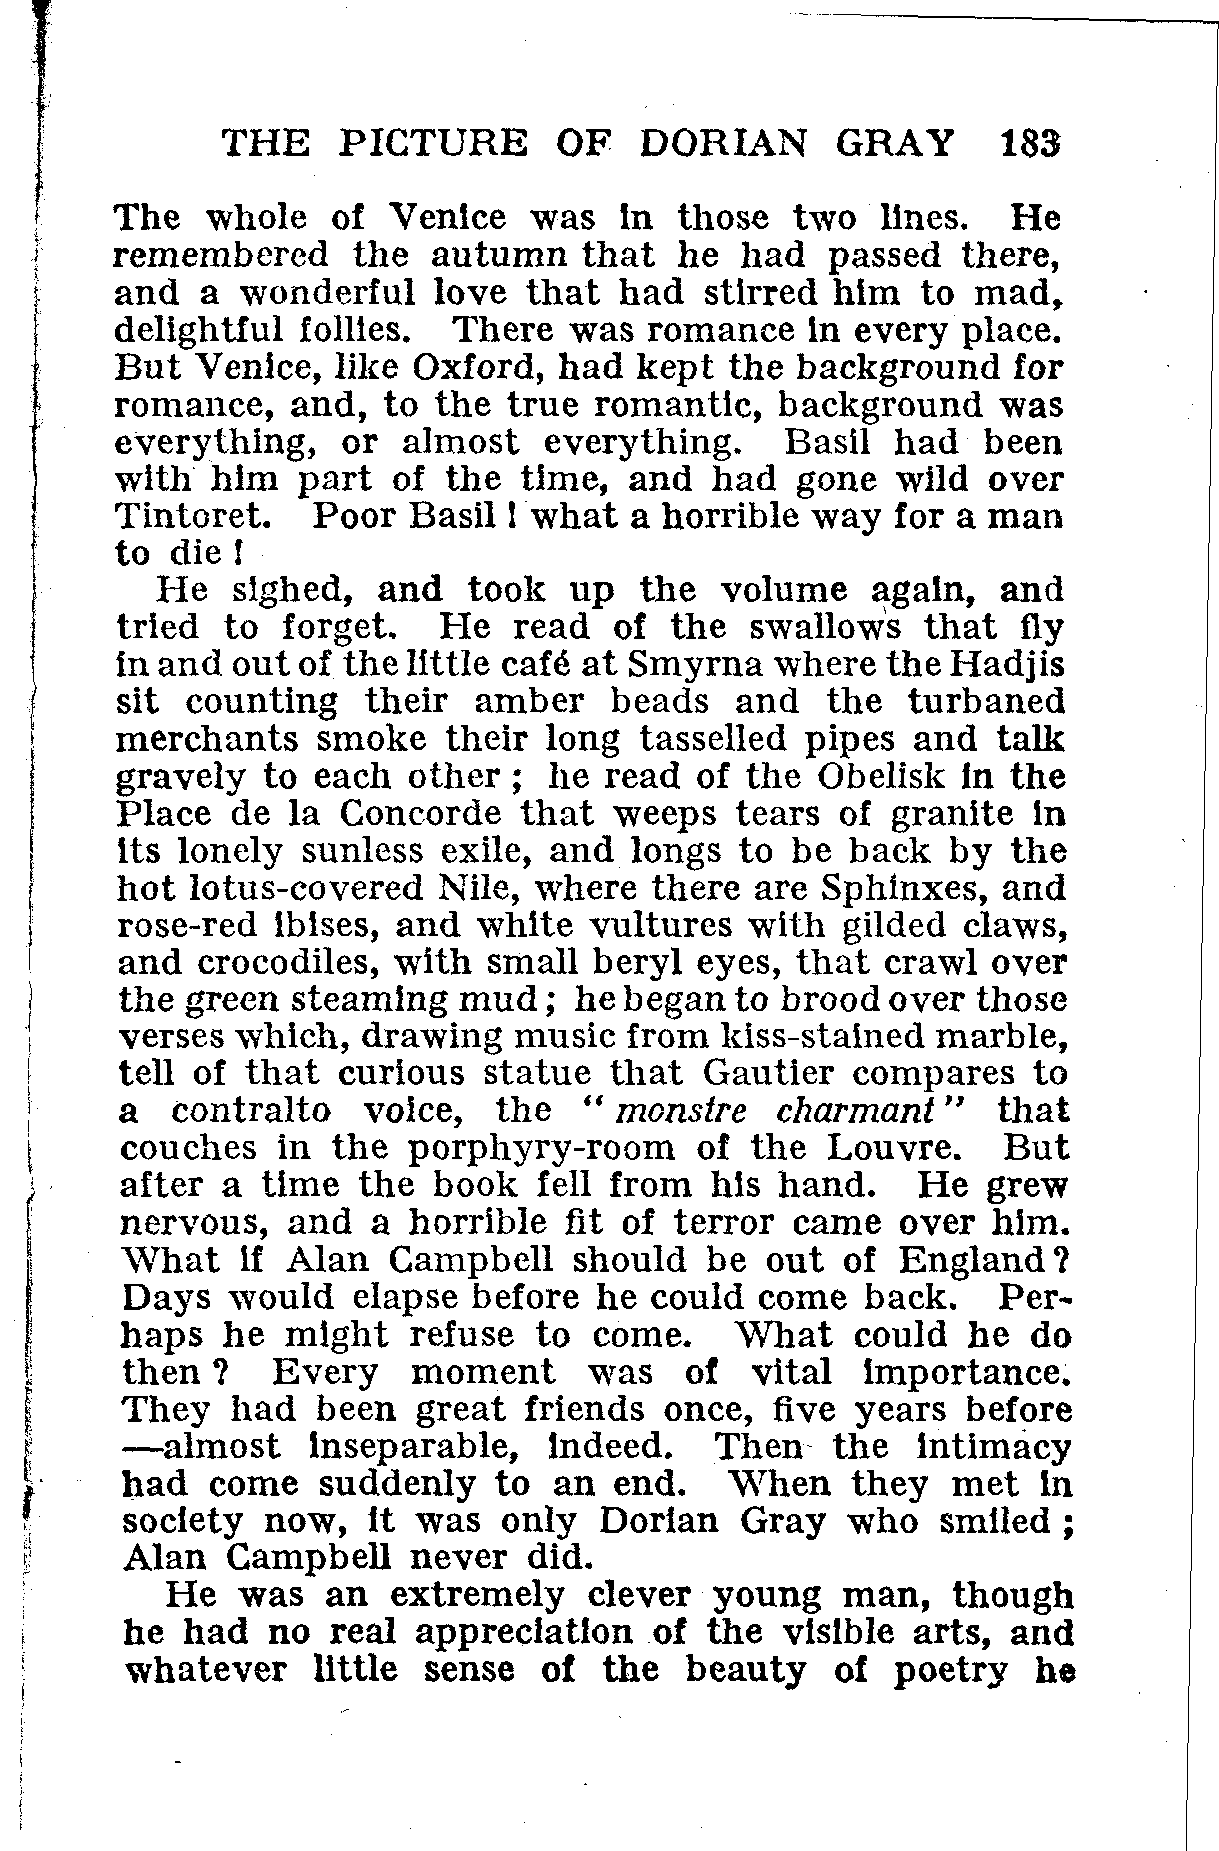 THE PICTURE OF DORIAN GRAY 183
The whole of Venice was in those two lines. He
remembered the autumn that he had passed there,
and a wonderful love that had stirred him to mad,
delightful follies. There was romance in every place.
But Venice, like Oxford, had kept the background for
romance, and, to the true romantic, background was
everything, or almost everything. Basil had been
with him part of the time, and had gone wild over
Tintoret. Poor Basil ! what a horrible way for a man
to die !
He sighed, and took up the volume again, and
tried to forget. He read of the swallows that fly
in and out of the little café at Smyrna where the Hadjis
sit counting their amber beads and the turbaned
merchants smoke their long tasselled pipes and talk
gravely to each other ; he read of the Obelisk in the
Place de la Concorde that weeps tears of granite in
its lonely sunless exile, and longs to be back by the
hot lotus-covered Nile, where there are Sphinxes, and
rose-red ibises, and white vultures with gilded claws,
and crocodiles, with small beryl eyes, that crawl over
the green steaming mud ; he began to brood over those
verses which, drawing music from kiss-stained marble,
tell of that curious statue that Gautier compares to
a contralto voice, the “ monstre charmant ” that
couches in the porphyry-room of the Louvre. But
after a time the book fell from his hand. He grew
nervous, and a horrible fit of terror came over him.
What if Alan Campbell should be out of England ?
Days would elapse before he could come back. Per-
haps he might refuse to come. What could he do
then ? Every moment was of vital importance.
They had been great friends once, five years before
—almost inseparable, indeed. Then the intimacy
had come suddenly to an end. When they met in
society now, it was only Dorian Gray who smiled ;
Alan Campbell never did.
He was an extremely clever young man, though
he had no real appreciation of the visible arts, and
whatever little sense of the beauty of poetry he